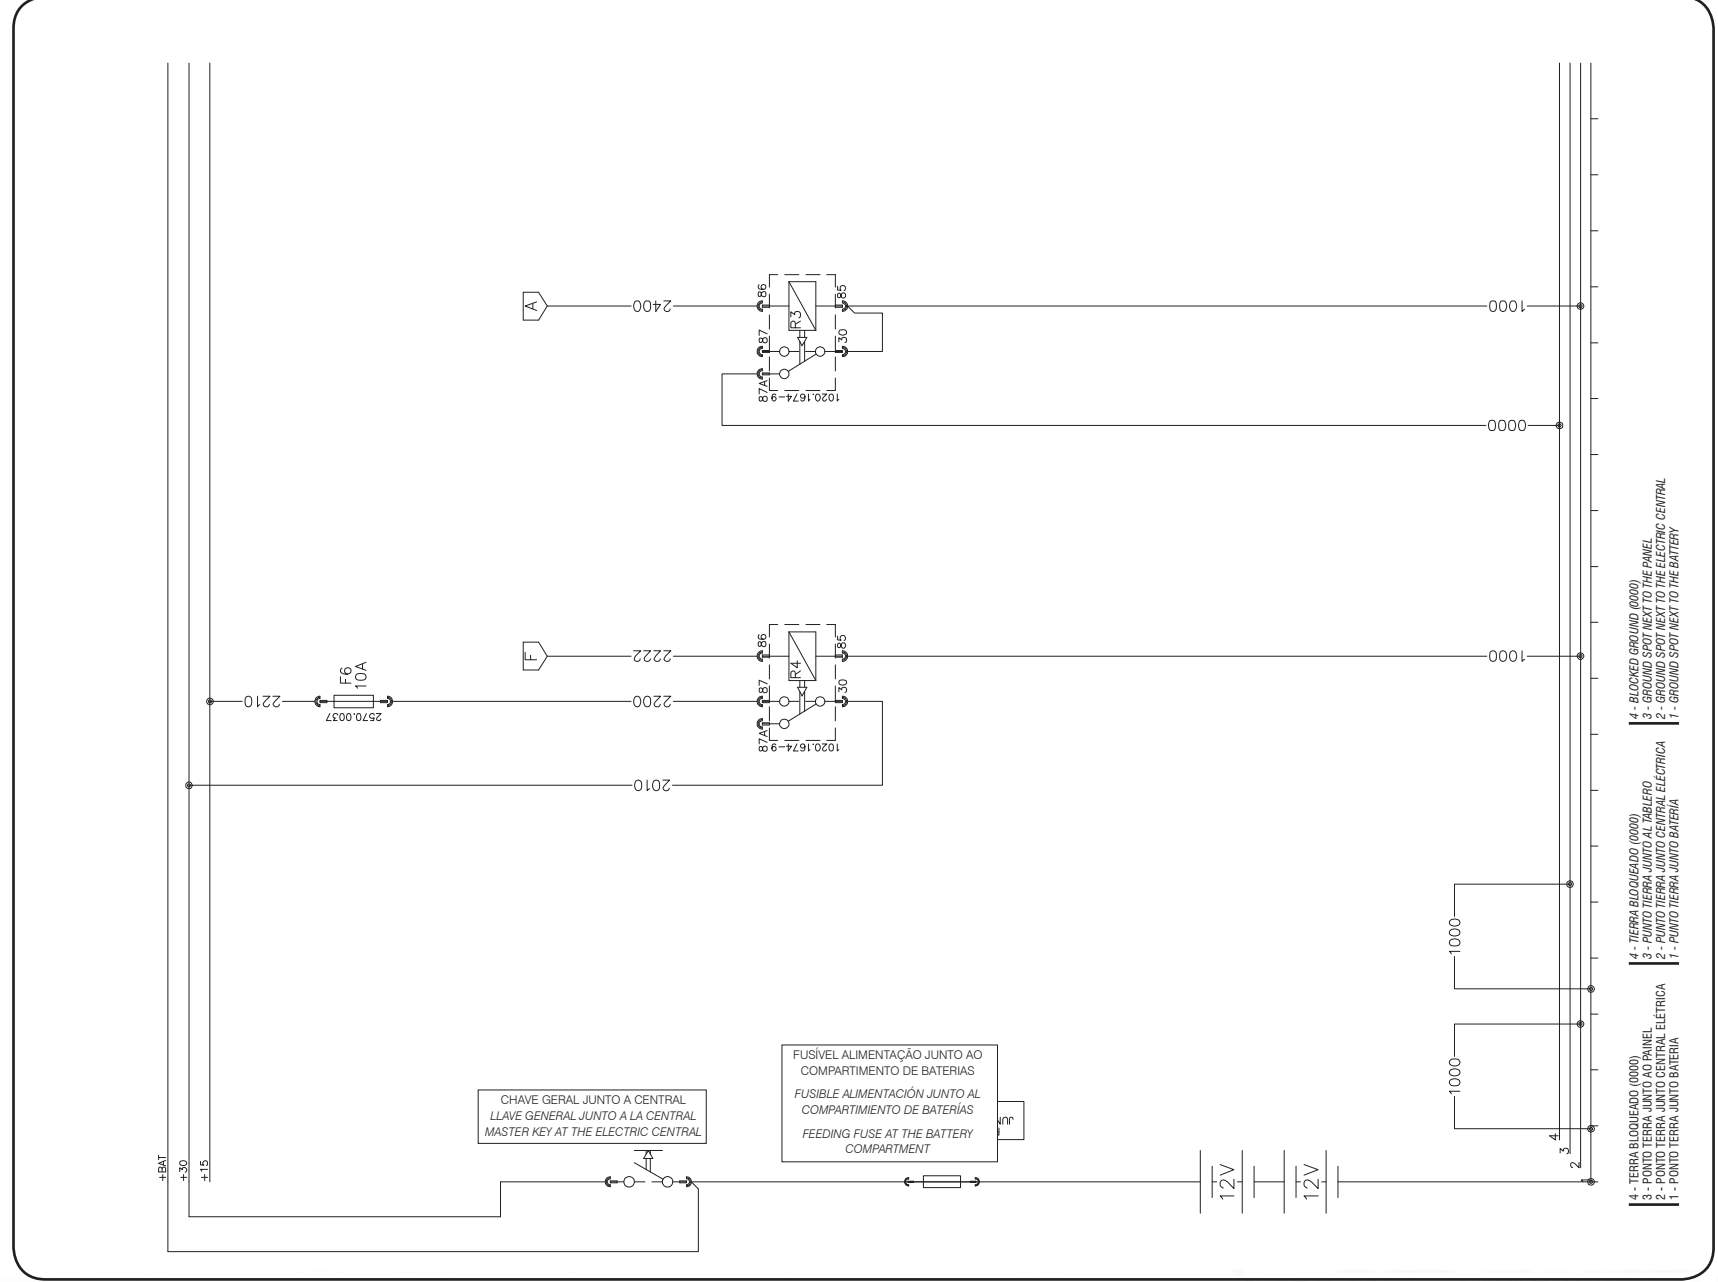 A
2400
86
85
R3
87
30
87A
1020.1674-9
1000
0000
F
2222
86
85
R4
87
30
87A
1020.1674-9
1000
2210
F6
10A
2570.0037
2200
2010
1000
1000
+BAT
+30
+15
CHAVE GERAL JUNTO A CENTRAL
LLAVE GENERAL JUNTO A LA CENTRAL
MASTER KEY AT THE ELECTRIC CENTRAL
FUSÍVEL ALIMENTAÇÃO JUNTO AO
COMPARTIMENTO DE BATERIAS
FUSIBLE ALIMENTACIÓN JUNTO AL
COMPARTIMIENTO DE BATERÍAS
FEEDING FUSE AT THE BATTERY
COMPARTMENT
12V
12V
4
3
2
1
4 - TERRA BLOQUEADO (0000)
3 - PONTO TERRA JUNTO AO PAINEL
2 - PONTO TERRA JUNTO CENTRAL ELÉTRICA
1 - PONTO TERRA JUNTO BATERIA
4 - TIERRA BLOQUEADO (0000)
3 - PUNTO TIERRA JUNTO AL TABLERO
2 - PUNTO TIERRA JUNTO CENTRAL ELÉCTRICA
1 - PUNTO TIERRA JUNTO BATERÍA
4 - BLOCKED GROUND (0000)
3 - GROUND SPOT NEXT TO THE PANEL
2 - GROUND SPOT NEXT TO THE ELECTRIC CENTRAL
1 - GROUND SPOT NEXT TO THE BATTERY